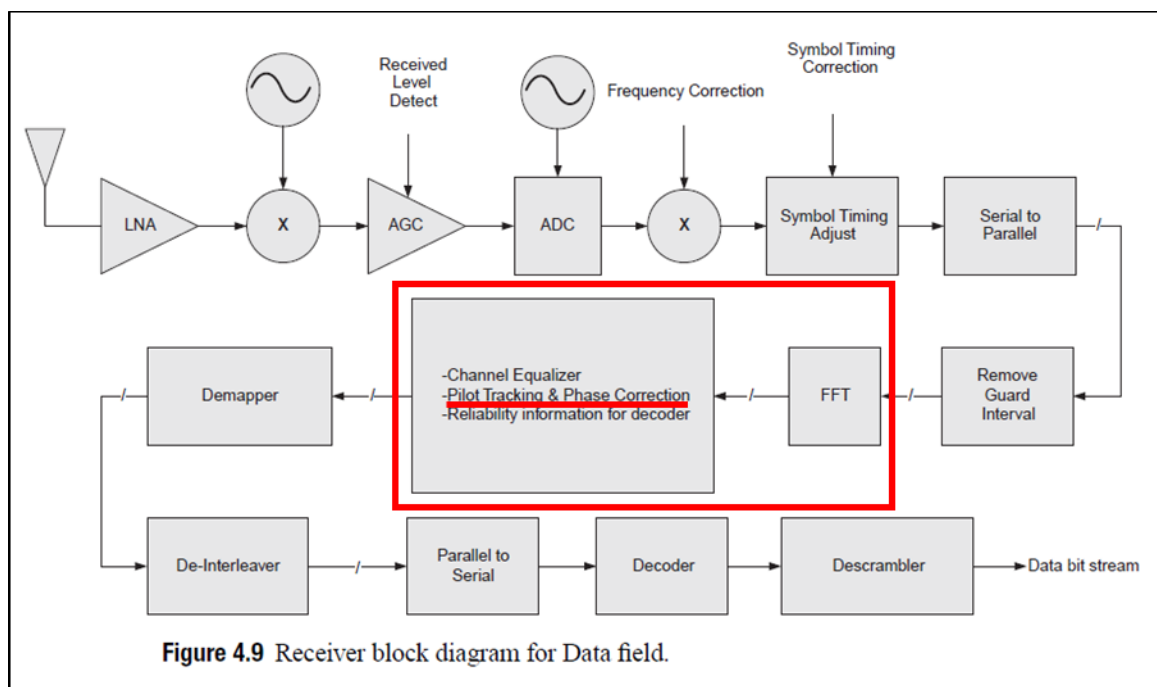 Symbol Timing
Correction
Received
Level
Detect
Frequency Correction
LNA
X
AGC
ADC
X
Symbol Timing
Adjust
Serial to
Parallel
/
Demapper
/
-Channel Equalizer
-Pilot Tracking & Phase Correction
-Reliability information for decoder
/
FFT
/
Remove
Guard
Interval
/
De-Interleaver
/
Parallel to
Serial
Decoder
Descrambler
Data bit stream
Figure 4.9 Receiver block diagram for Data field.